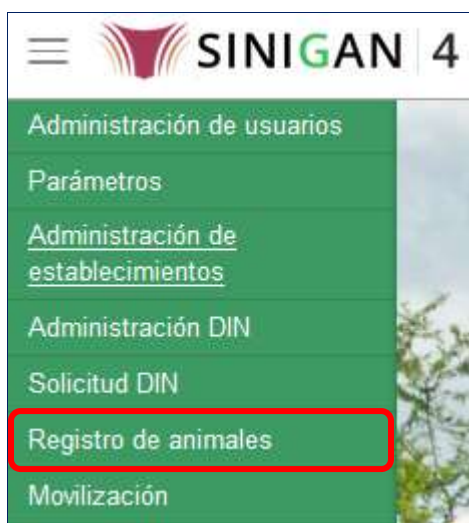 SINIGAN 4
Administración de usuarios
Parámetros
Administración de
establecimientos
Administración DIN
Solicitud DIN
Registro de animales
Movilización